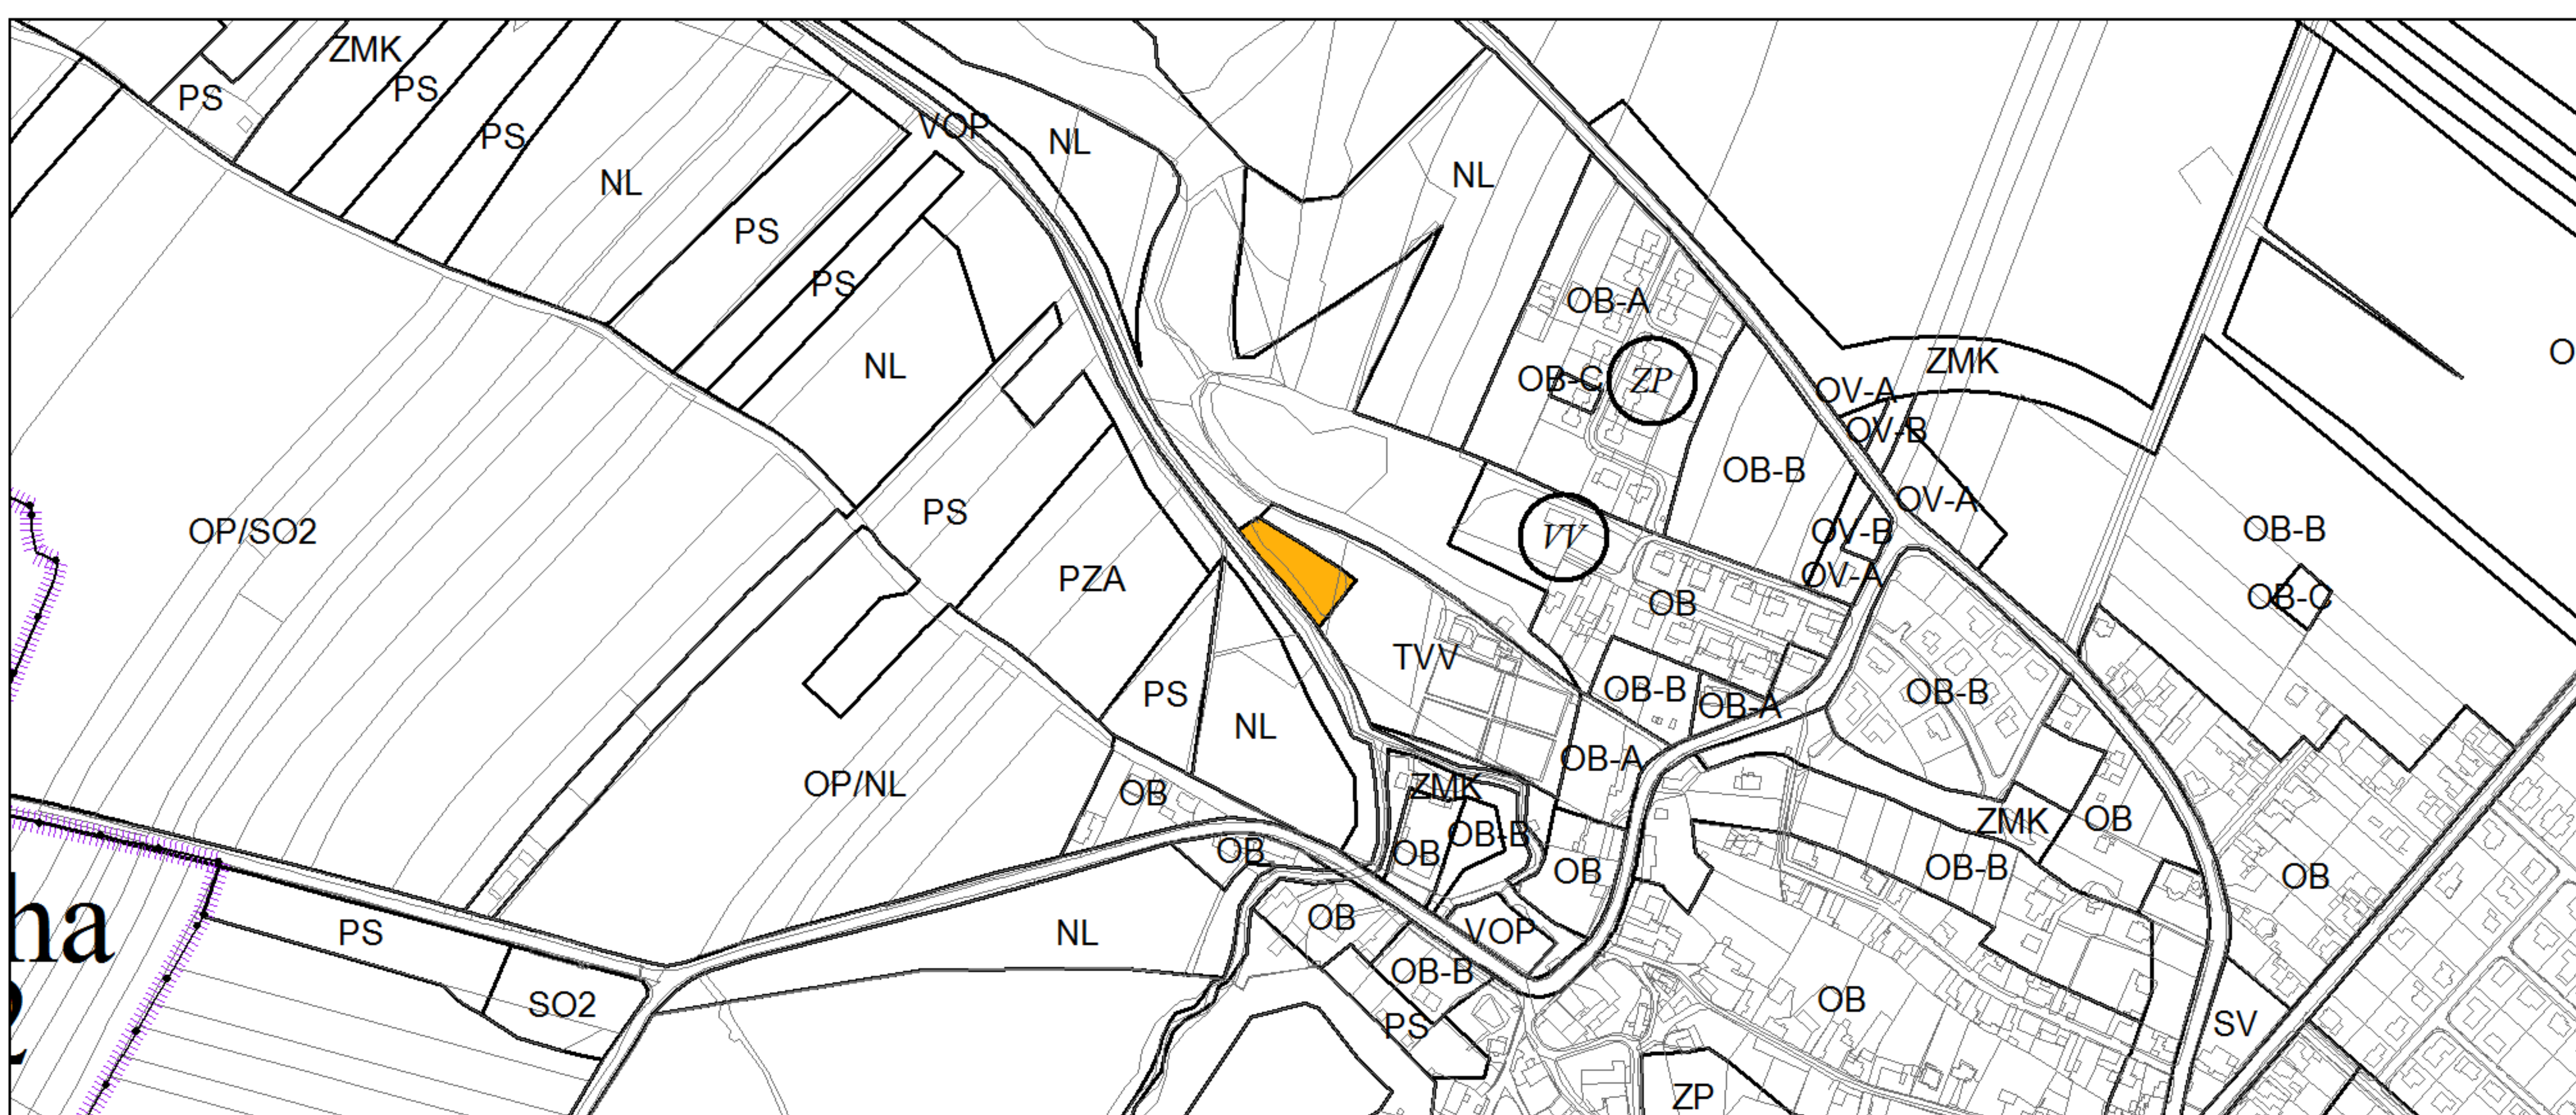 ZMK
PS
PS
PS
VOP
NL
NL
NL
PS
PS
OB-A
NL
OB-C
ZP
OV-A
ZMK
O
OV-B
OB-B
OV-A
PS
OP/SO2
VV
OV-B
OB-B
OV-A
PZA
OB
OB-C
TVV
PS
OB-B
OB-A
OB-B
NL
OB-A
OP/NL
OB
ZMK
ZMK
OB
OB-B
OB
OB
OB
OB-B
OB
ha
PS
NL
OB
VOP
OB-B
SO2
OB
PS
SV
2
ZP